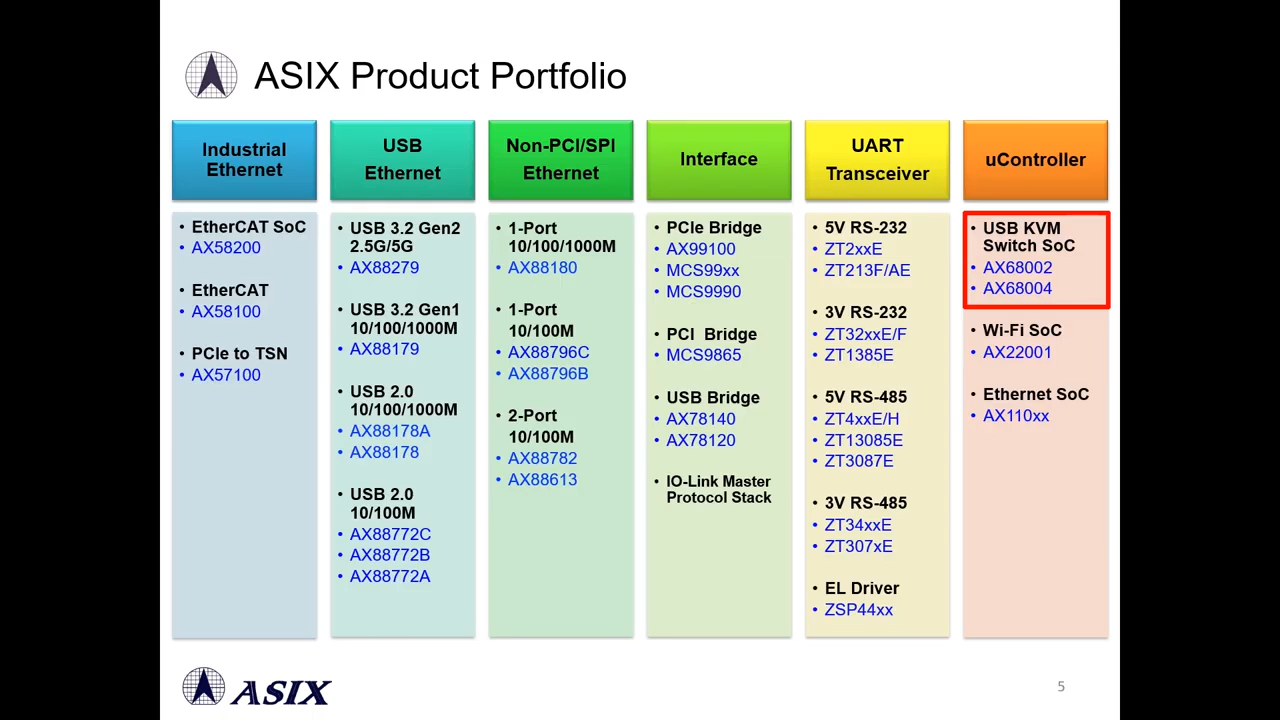 ASIX Product Portfolio
Industrial
Ethernet
• EtherCAT SoC
• AX58200
• EtherCAT
• AX58100
• PCIe to TSN
• AX57100
USB
Ethernet
• USB 3.2 Gen2
2.5G/5G
• AX88279
• USB 3.2 Gen1
10/100/1000M
• AX88179
• USB 2.0
10/100/1000M
• AX88178A
• AX88178
• USB 2.0
10/100M
• AX88772C
• AX88772B
• AX88772A
Non-PCI/SPI
Ethernet
• 1-Port
10/100/1000M
• AX88180
• 1-Port
10/100M
• AX88796C
• AX88796B
• 2-Port
10/100M
• AX88782
• AX88613
Interface
• PCIe Bridge
• AX99100
• MCS99xx
• MCS9990
• PCI Bridge
• MCS9865
• USB Bridge
• AX78140
• AX78120
• IO-Link Master
Protocol Stack
UART
Transceiver
• 5V RS-232
• ZT2xxE
• ZT213F/AE
• 3V RS-232
• ZT32xxE/F
• ZT1385E
• 5V RS-485
• ZT4xxE/H
• ZT13085E
• ZT3087E
• 3V RS-485
• ZT34xxE
• ZT307xE
• EL Driver
• ZSP44xx
uController
• USB KVM
Switch SoC
• AX68002
• AX68004
• Wi-Fi SoC
• AX22001
• Ethernet SoC
• AX110xx
ASIX
5